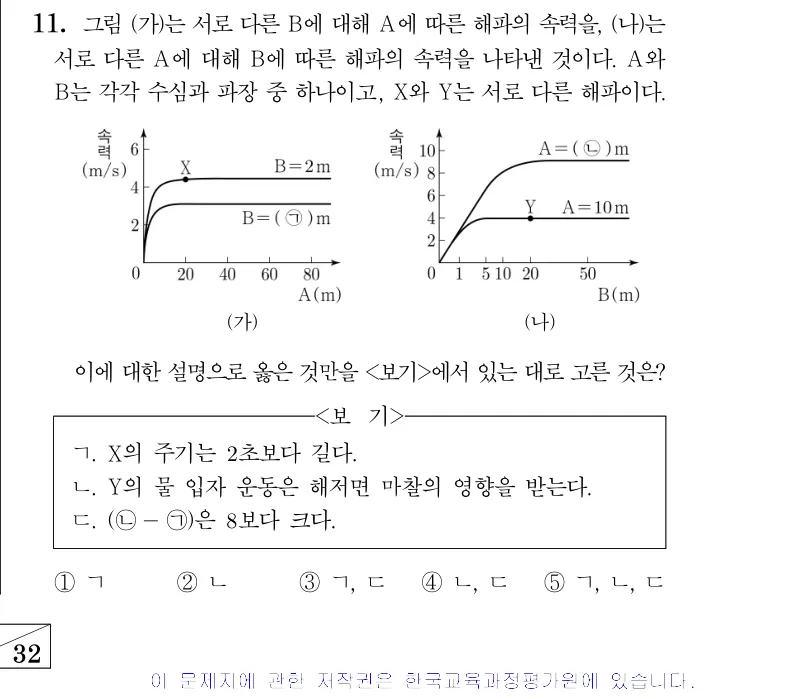 11. 그림 (가)는 서로 다른 B에 대해 A에 따른 해파의 속력을, (나)는
서로 다른 A에 대해 B에 따른 해파의 속력을 나타낸 것이다. A와
B는 각각 수심과 파장 중 하나이고, X와 Y는 서로 다른 해파이다.
속력 (m/s)
6
4
2
0
20 40 60 80
A(m)
X
B=2m
B=(㉠)m
(가)
속력 (m/s)
10
8
6
4
2
0
1 5 10 20 50
B(m)
A=(㉡)m
Y
A=10m
(나)
이에 대한 설명으로 옳은 것만을 <보기>에서 있는 대로 고른 것은?
<보 기>
ㄱ. X의 주기는 2초보다 길다.
ㄴ. Y의 물 입자 운동은 해저면 마찰의 영향을 받는다.
ㄷ. (㉡-㉠)은 8보다 크다.
① ㄱ ② ㄴ ③ ㄱ, ㄷ ④ ㄴ, ㄷ ⑤ ㄱ, ㄴ, ㄷ
32
이 문제지에 관한 저작권은 한국교육과정평가원에 있습니다.